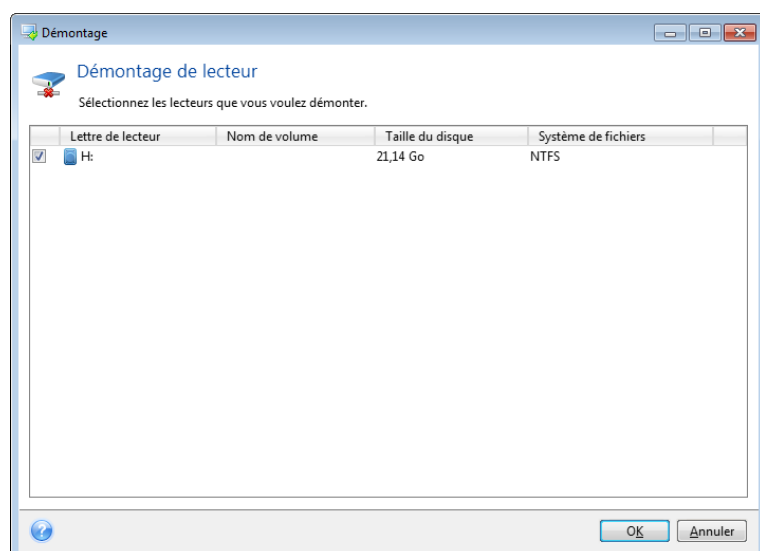 Démontage
Démontage de lecteur
Sélectionnez les lecteurs que vous voulez démonter.
Lettre de lecteur Nom de volume Taille du disque Système de fichiers
H: 21,14 Go NTFS
OK Annuler